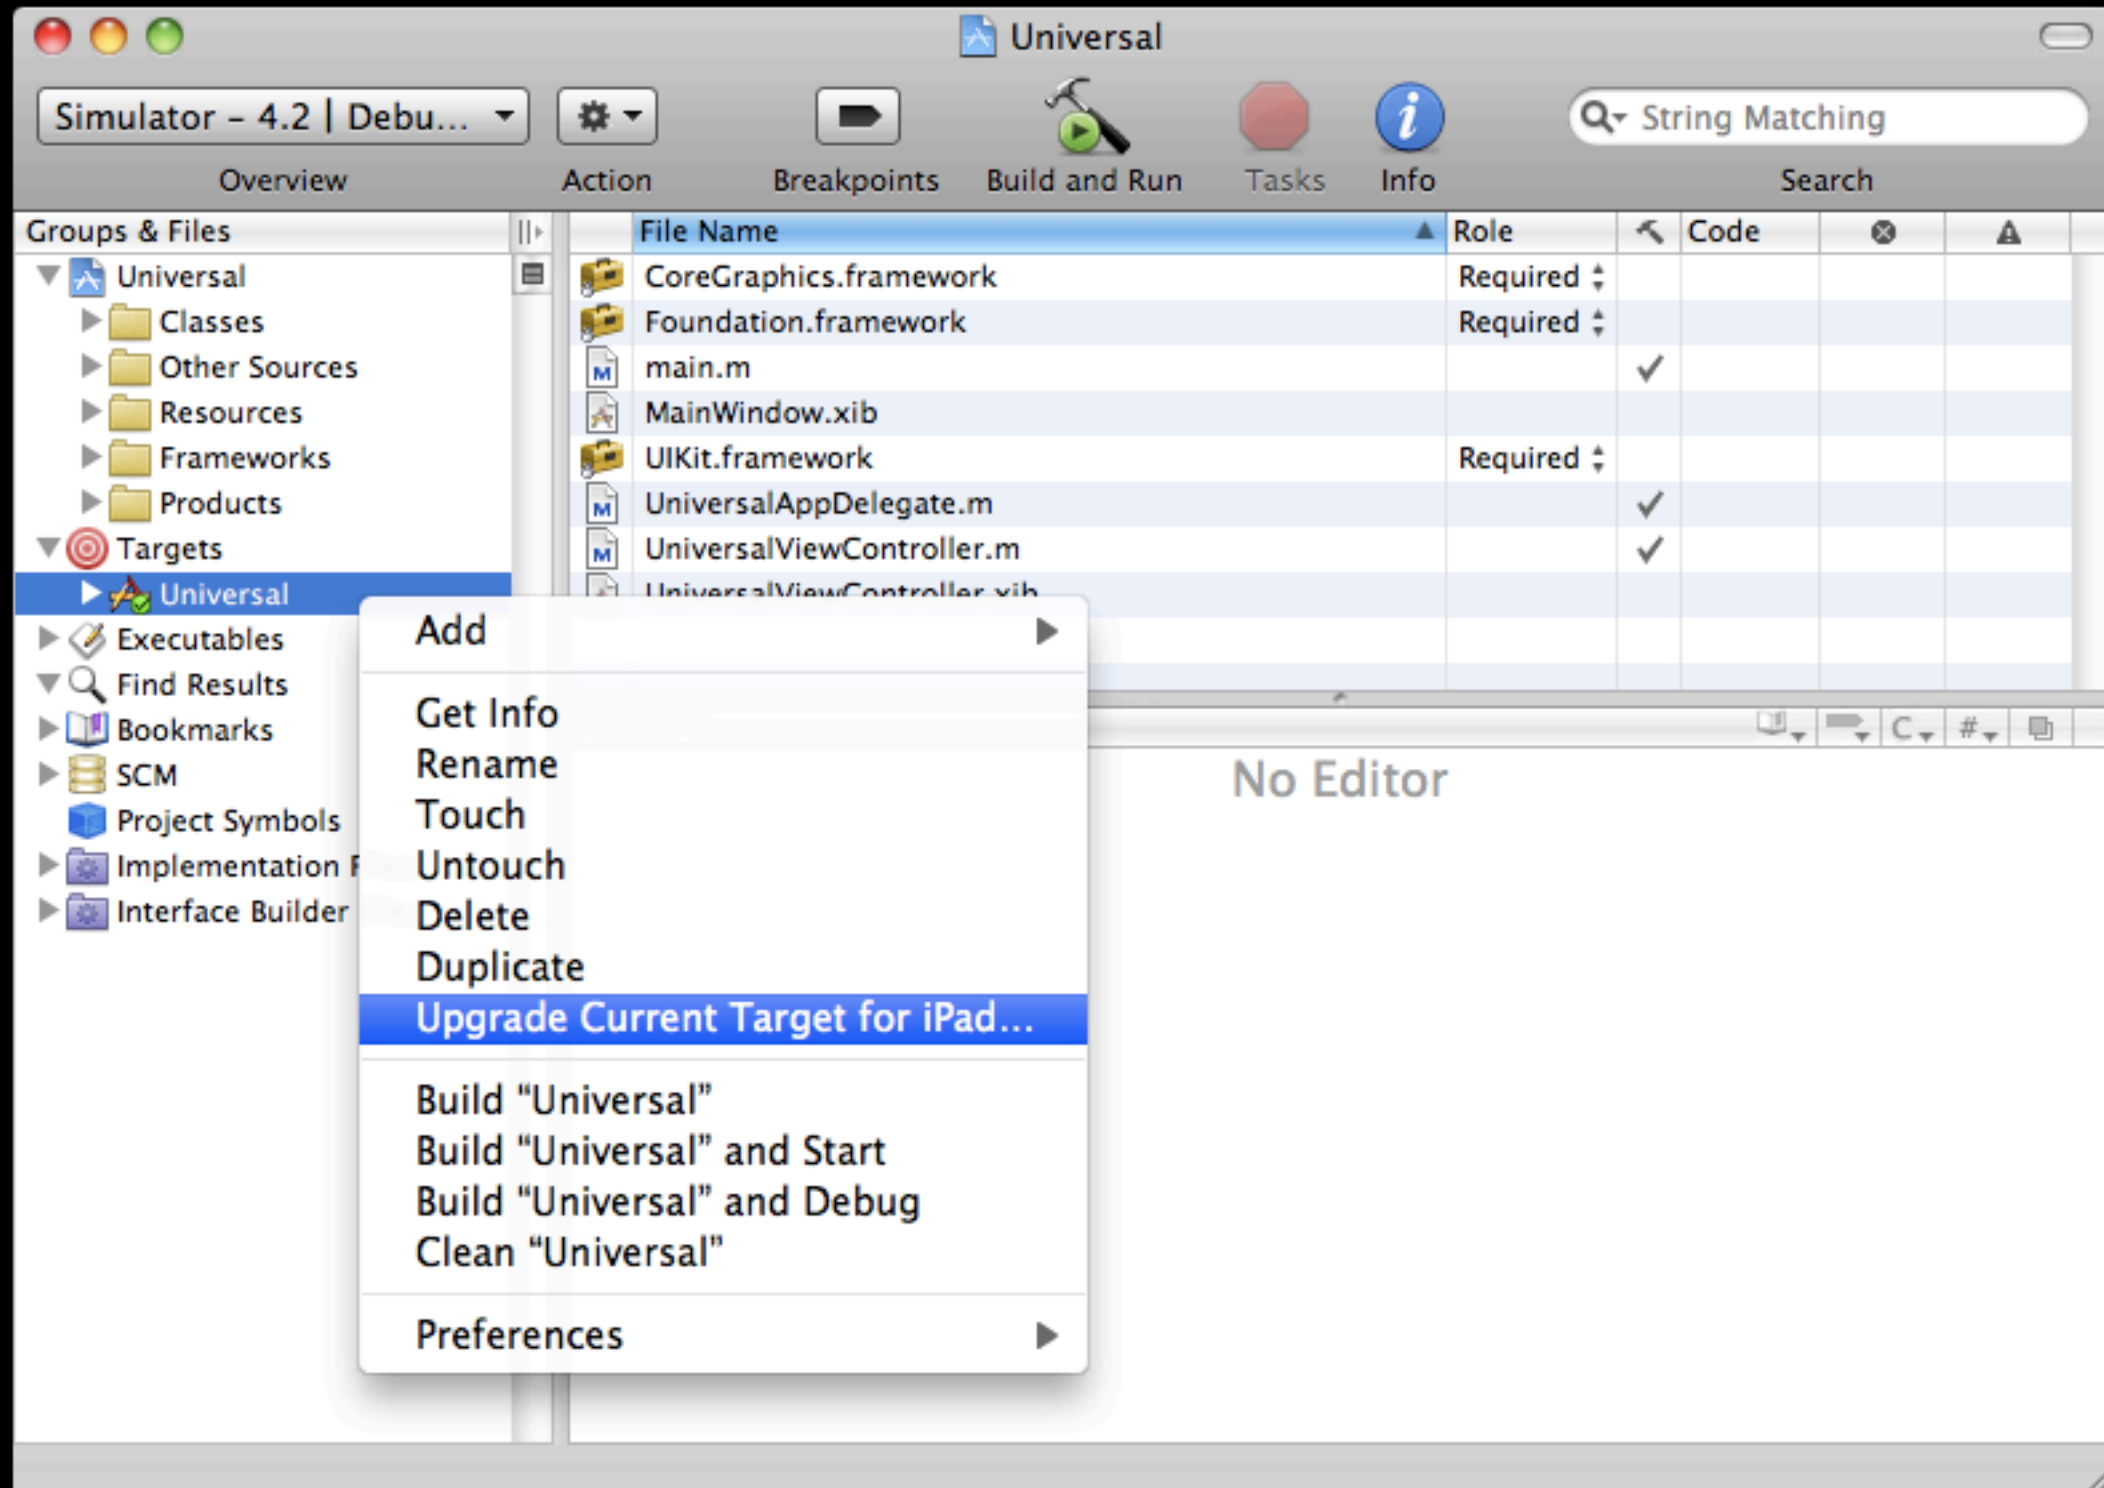 Universal
Simulator – 4.2 | Debu...
String Matching
Overview
Action
Breakpoints
Build and Run
Tasks
Info
Search
Groups & Files
File Name
Role
Code
Universal
Classes
Other Sources
Resources
Frameworks
Products
Targets
Universal
Executables
Find Results
Bookmarks
SCM
Project Symbols
Implementation F
Interface Builder
CoreGraphics.framework
Required
Foundation.framework
Required
main.m
MainWindow.xib
UIKit.framework
Required
UniversalAppDelegate.m
UniversalViewController.m
UniversalViewController.xib
C
#
No Editor
Add
Get Info
Rename
Touch
Untouch
Delete
Duplicate
Upgrade Current Target for iPad...
Build “Universal”
Build “Universal” and Start
Build “Universal” and Debug
Clean “Universal”
Preferences